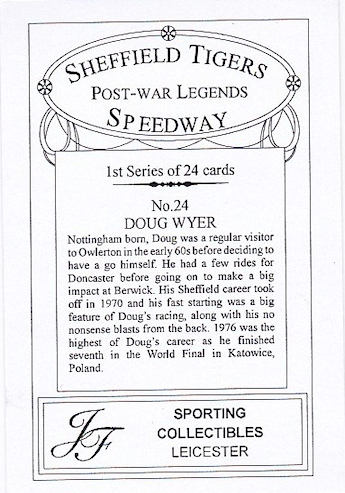 SHEFFIELD TIGERS
POST-WAR LEGENDS
SPEEDWAY
1st Series of 24 cards
No.24
DOUG WYER
Nottingham born, Doug was a regular visitor
to Owlerton in the early 60s before deciding to
have a go himself. He had a few rides for
Doncaster before going on to make a big
impact at Berwick. His Sheffield career took
off in 1970 and his fast starting was a big
feature of Doug's racing, along with his no
nonsense blasts from the back. 1976 was the
highest of Doug's career as he finished
seventh in the World Final in Katowice,
Poland.
JF
SPORTING
COLLECTIBLES
LEICESTER